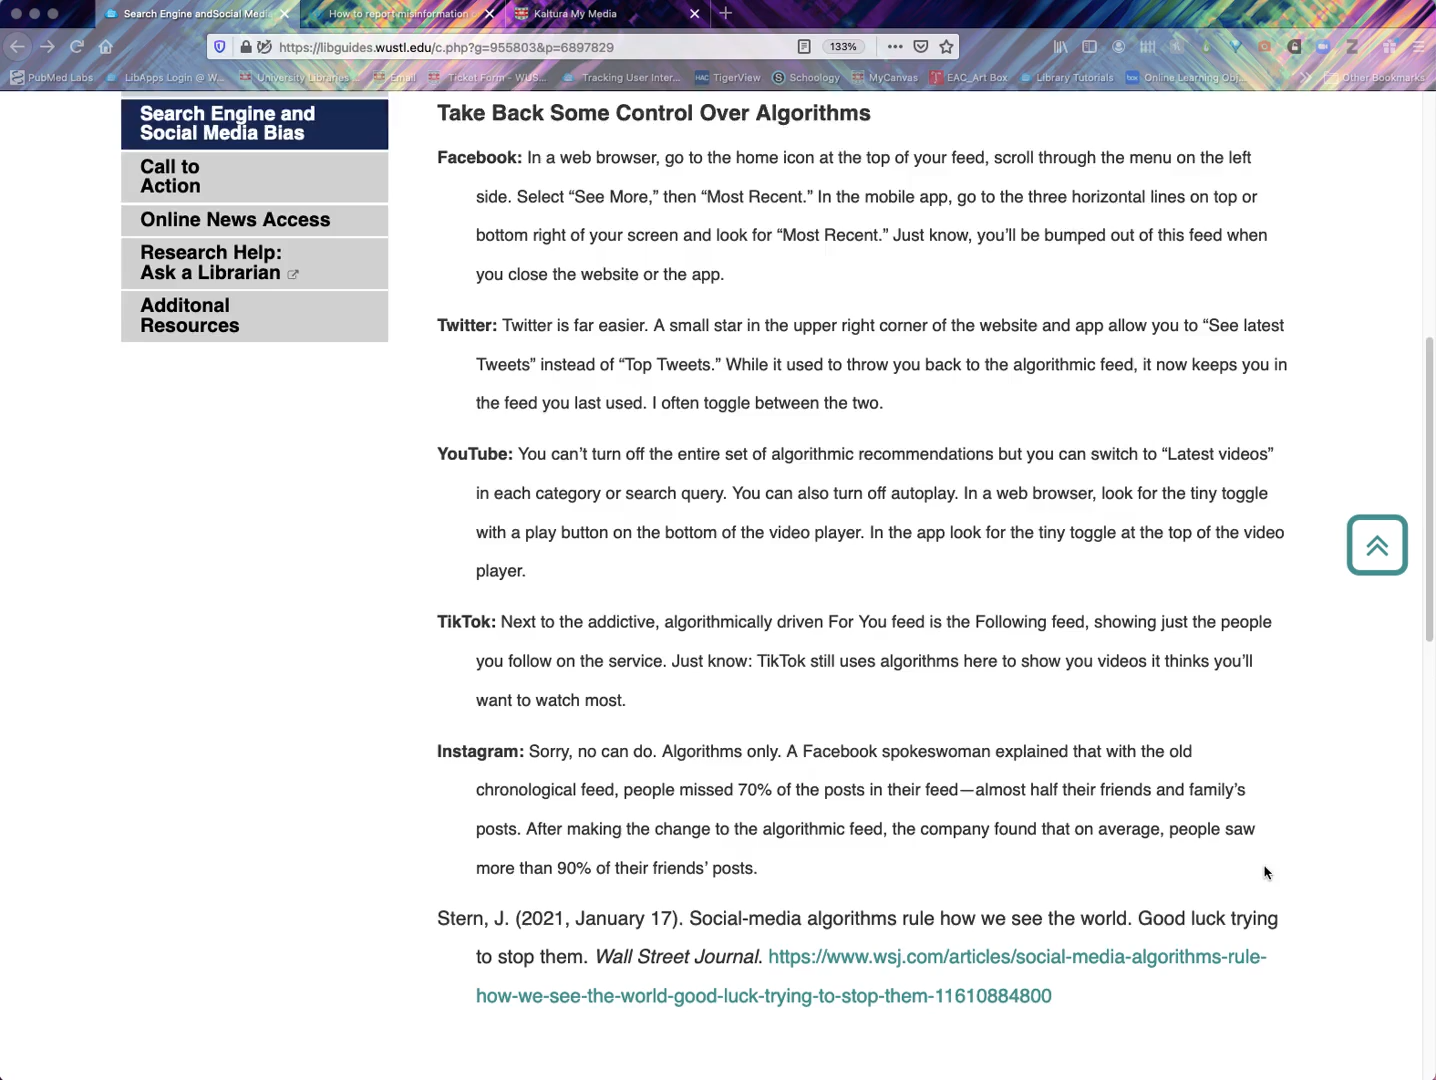 Search Engine andSocial Media
How to report misinformation
Kaltura My Media
https://libguides.wustl.edu/c.php?g=955803&p=6897829
133%
PubMed Labs
LibApps Login @ W...
University Libraries
Email
Ticket Form - WUS...
Tracking User Inter...
HAC TigerView
Schoology
MyCanvas
EAC_Art Box
Library Tutorials
box Online Learning Obj...
Other Bookmarks
Search Engine and
Social Media Bias
Call to
Action
Online News Access
Research Help:
Ask a Librarian
Additonal
Resources
Take Back Some Control Over Algorithms
Facebook: In a web browser, go to the home icon at the top of your feed, scroll through the menu on the left
side. Select “See More,” then “Most Recent.” In the mobile app, go to the three horizontal lines on top or
bottom right of your screen and look for “Most Recent.” Just know, you’ll be bumped out of this feed when
you close the website or the app.
Twitter: Twitter is far easier. A small star in the upper right corner of the website and app allow you to “See latest
Tweets” instead of “Top Tweets.” While it used to throw you back to the algorithmic feed, it now keeps you in
the feed you last used. I often toggle between the two.
YouTube: You can’t turn off the entire set of algorithmic recommendations but you can switch to “Latest videos”
in each category or search query. You can also turn off autoplay. In a web browser, look for the tiny toggle
with a play button on the bottom of the video player. In the app look for the tiny toggle at the top of the video
player.
TikTok: Next to the addictive, algorithmically driven For You feed is the Following feed, showing just the people
you follow on the service. Just know: TikTok still uses algorithms here to show you videos it thinks you’ll
want to watch most.
Instagram: Sorry, no can do. Algorithms only. A Facebook spokeswoman explained that with the old
chronological feed, people missed 70% of the posts in their feed—almost half their friends and family’s
posts. After making the change to the algorithmic feed, the company found that on average, people saw
more than 90% of their friends’ posts.
Stern, J. (2021, January 17). Social-media algorithms rule how we see the world. Good luck trying
to stop them. Wall Street Journal. https://www.wsj.com/articles/social-media-algorithms-rule-
how-we-see-the-world-good-luck-trying-to-stop-them-11610884800